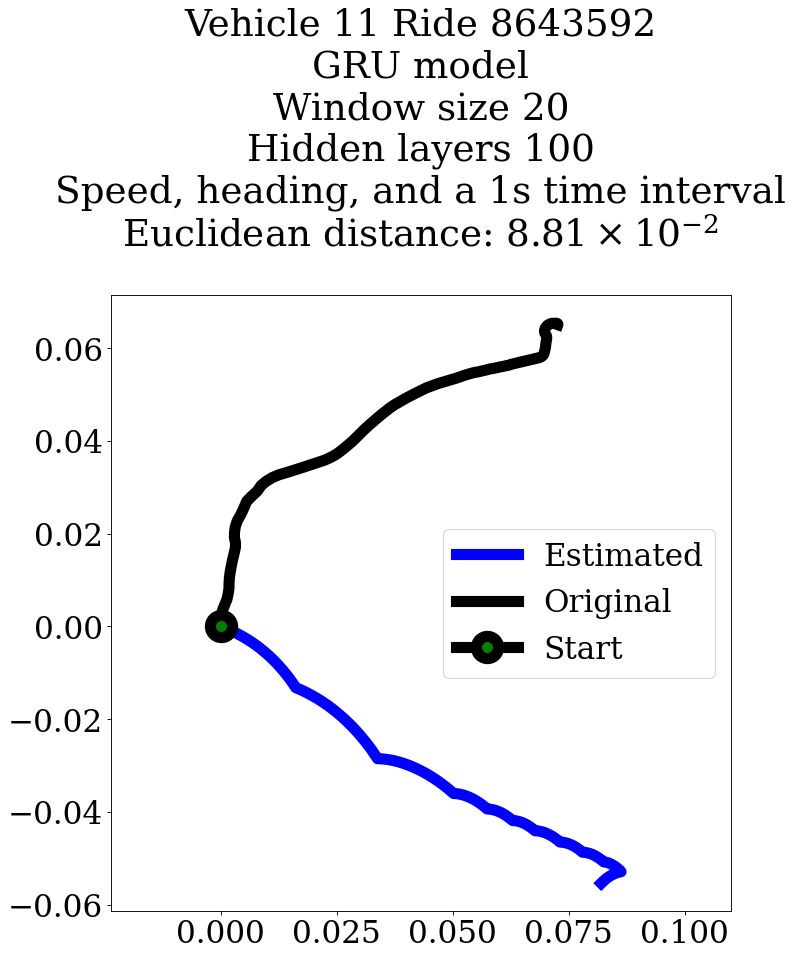 Vehicle 11 Ride 8643592
GRU model
Window size 20
Hidden layers 100
Speed, heading, and a 1s time interval
Euclidean distance: 8.81 × 10⁻²
0.06
0.04
0.02
0.00
−0.02
−0.04
−0.06
Estimated
Original
Start
0.000 0.025 0.050 0.075 0.100